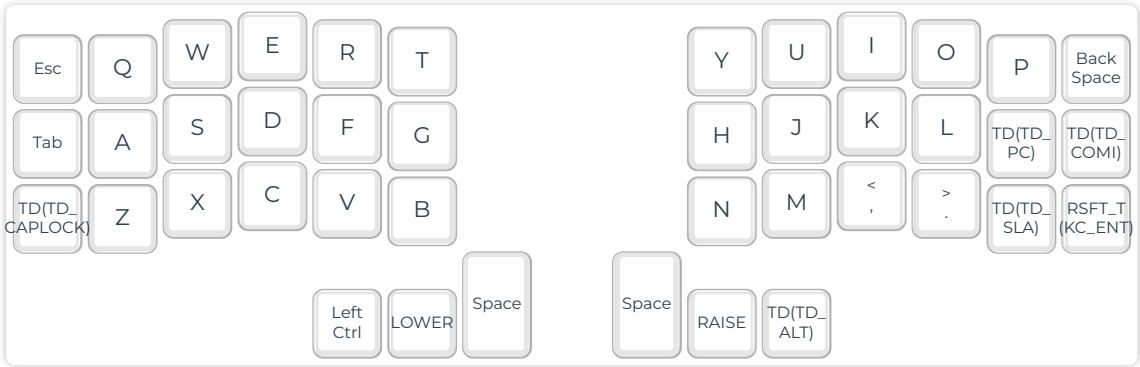 Esc Q W E R T Y U I O P Back Space
Tab A S D F G H J K L TD(TD_ PC) TD(TD_ COMI)
TD(TD_ CAPLOCK) Z X C V B N M < , > . TD(TD_ SLA) RSFT_T (KC_ENT)
Left Ctrl LOWER Space Space RAISE TD(TD_ ALT)